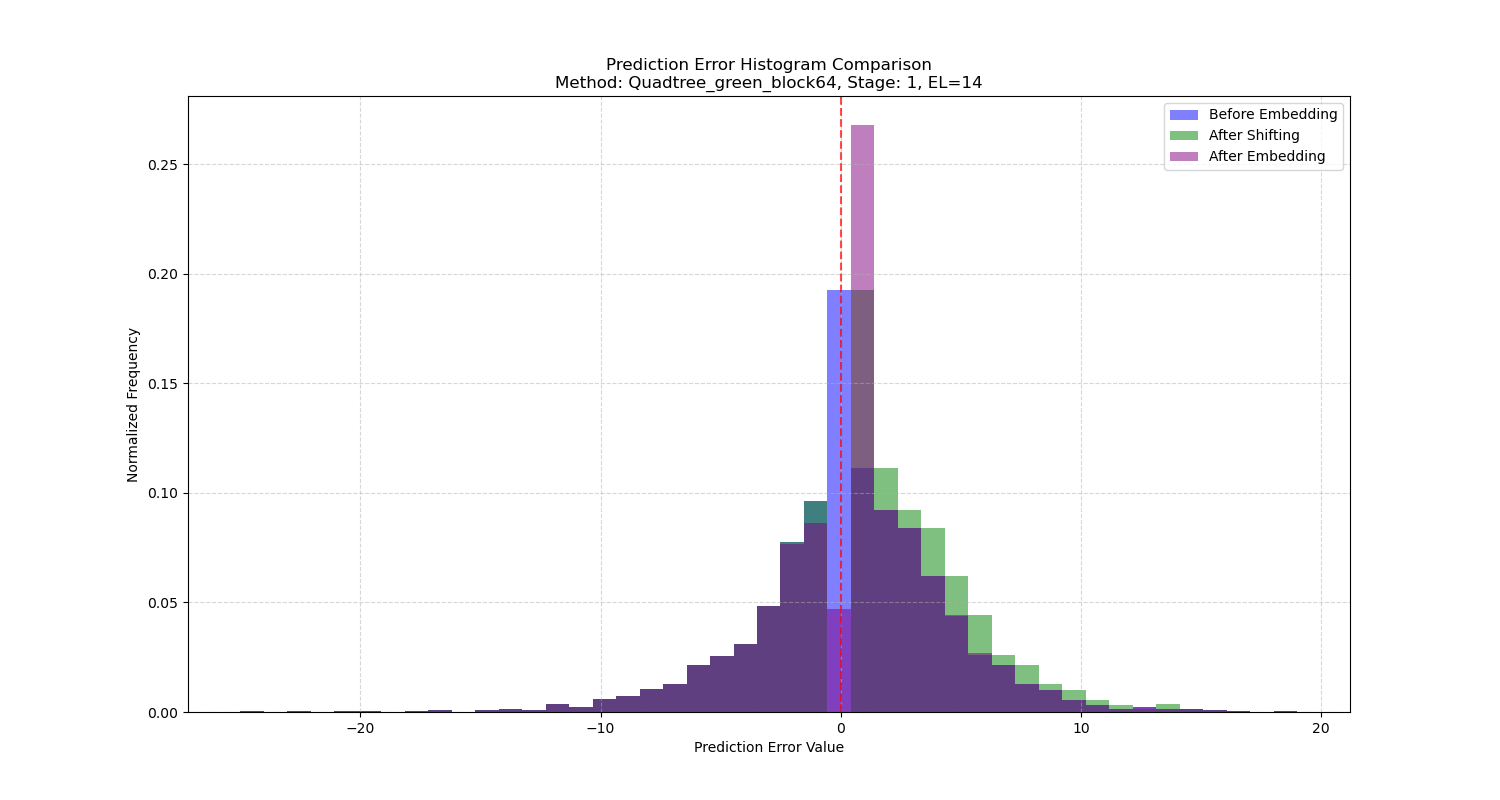 Prediction Error Histogram Comparison
Method: Quadtree_green_block64, Stage: 1, EL=14
Before Embedding
After Shifting
After Embedding
Normalized Frequency
0.25
0.20
0.15
0.10
0.05
0.00
−20
−10
0
10
20
Prediction Error Value